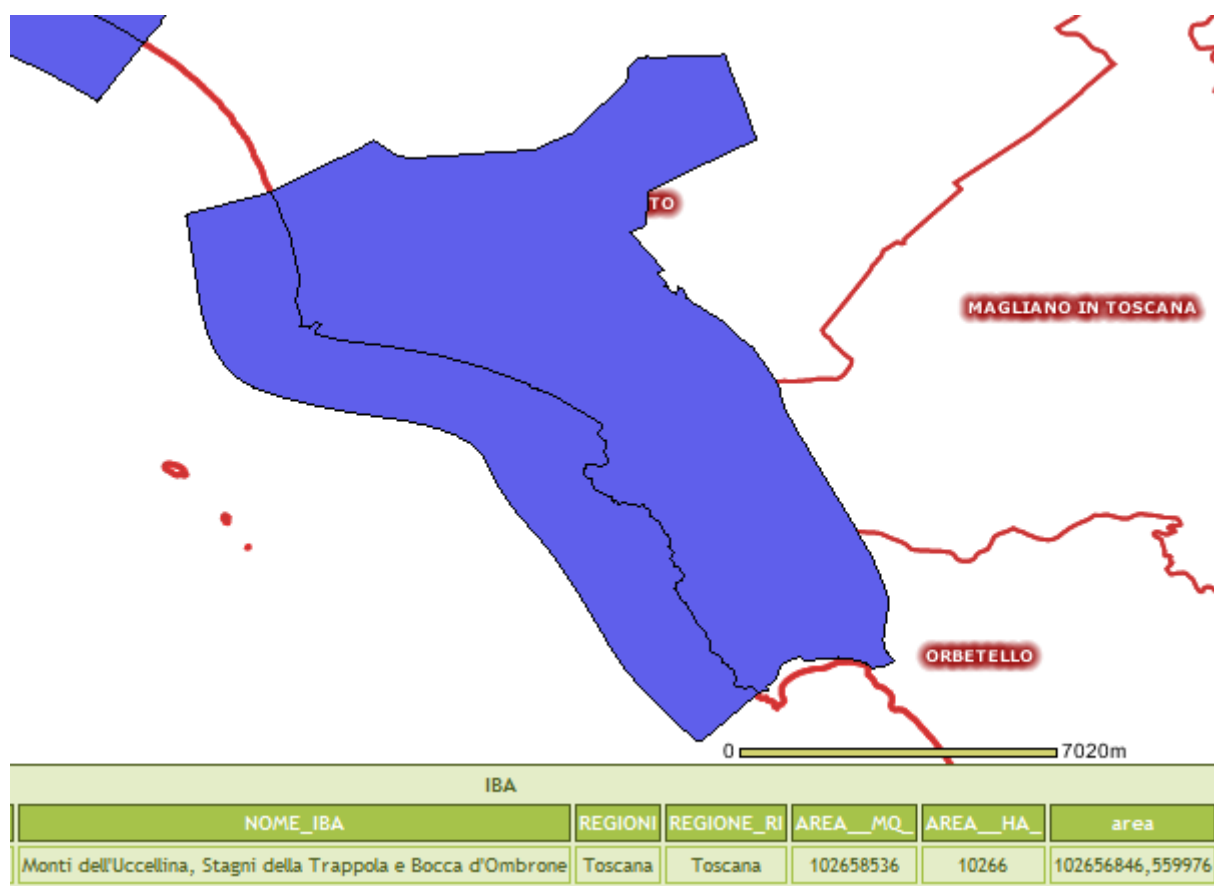 TO
MAGLIANO IN TOSCANA
ORBETELLO
0 7020m
IBA
NOME_IBA REGIONI REGIONE_RI AREA__MQ_ AREA__HA_ area
Monti dell'Uccellina, Stagni della Trappola e Bocca d'Ombrone Toscana Toscana 102658536 10266 102656846,559976